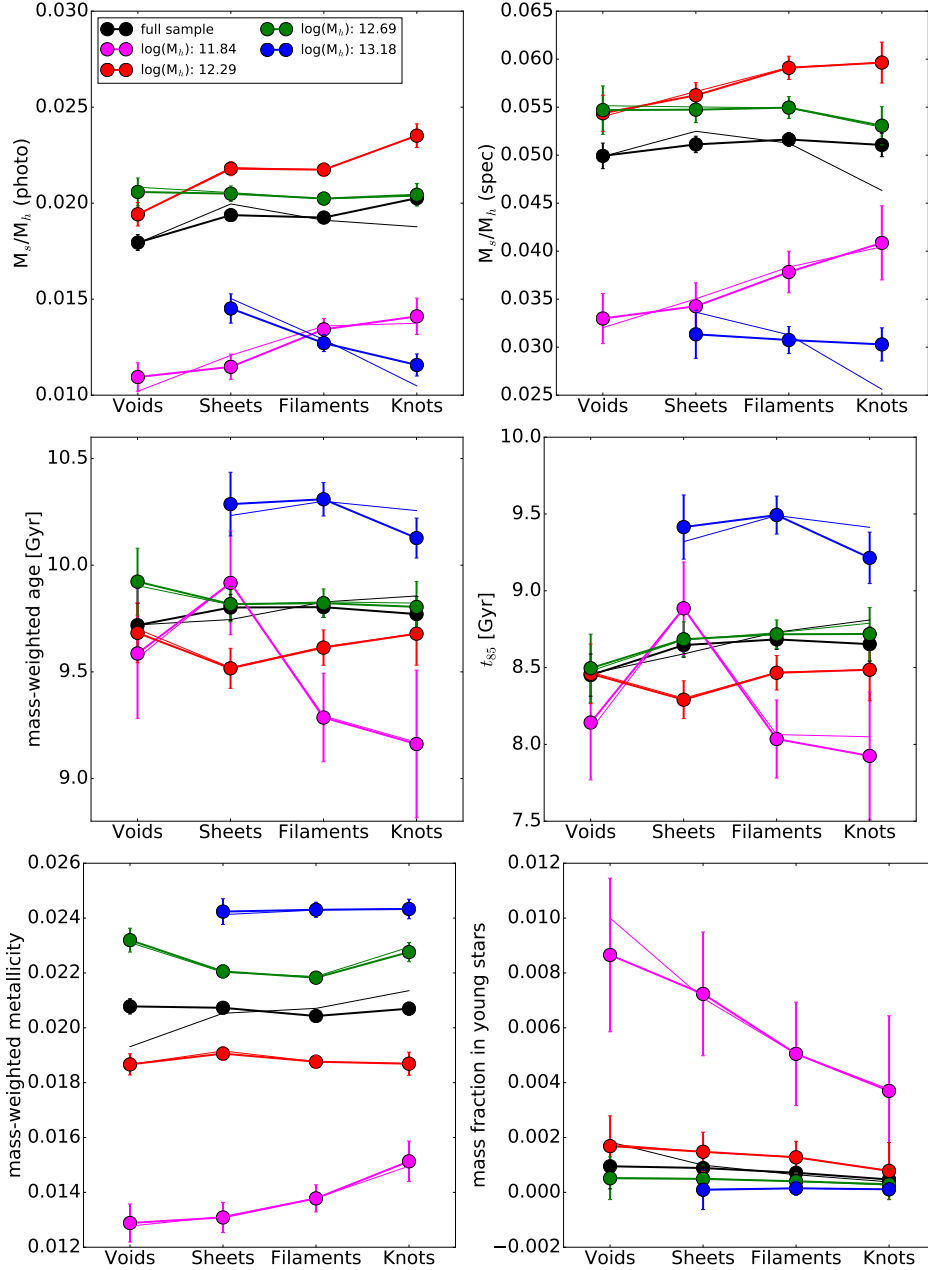 0.030
0.025
0.020
0.015
0.010
M_s/M_h (photo)
full sample
log(M_h): 11.84
log(M_h): 12.29
log(M_h): 12.69
log(M_h): 13.18
Voids Sheets Filaments Knots
0.065
0.060
0.055
0.050
0.045
0.040
0.035
0.030
0.025
M_s/M_h (spec)
Voids Sheets Filaments Knots
10.5
10.0
9.5
9.0
mass-weighted age [Gyr]
Voids Sheets Filaments Knots
10.0
9.5
9.0
8.5
8.0
7.5
t_85 [Gyr]
Voids Sheets Filaments Knots
0.026
0.024
0.022
0.020
0.018
0.016
0.014
0.012
mass-weighted metallicity
Voids Sheets Filaments Knots
0.012
0.010
0.008
0.006
0.004
0.002
0.000
−0.002
mass fraction in young stars
Voids Sheets Filaments Knots